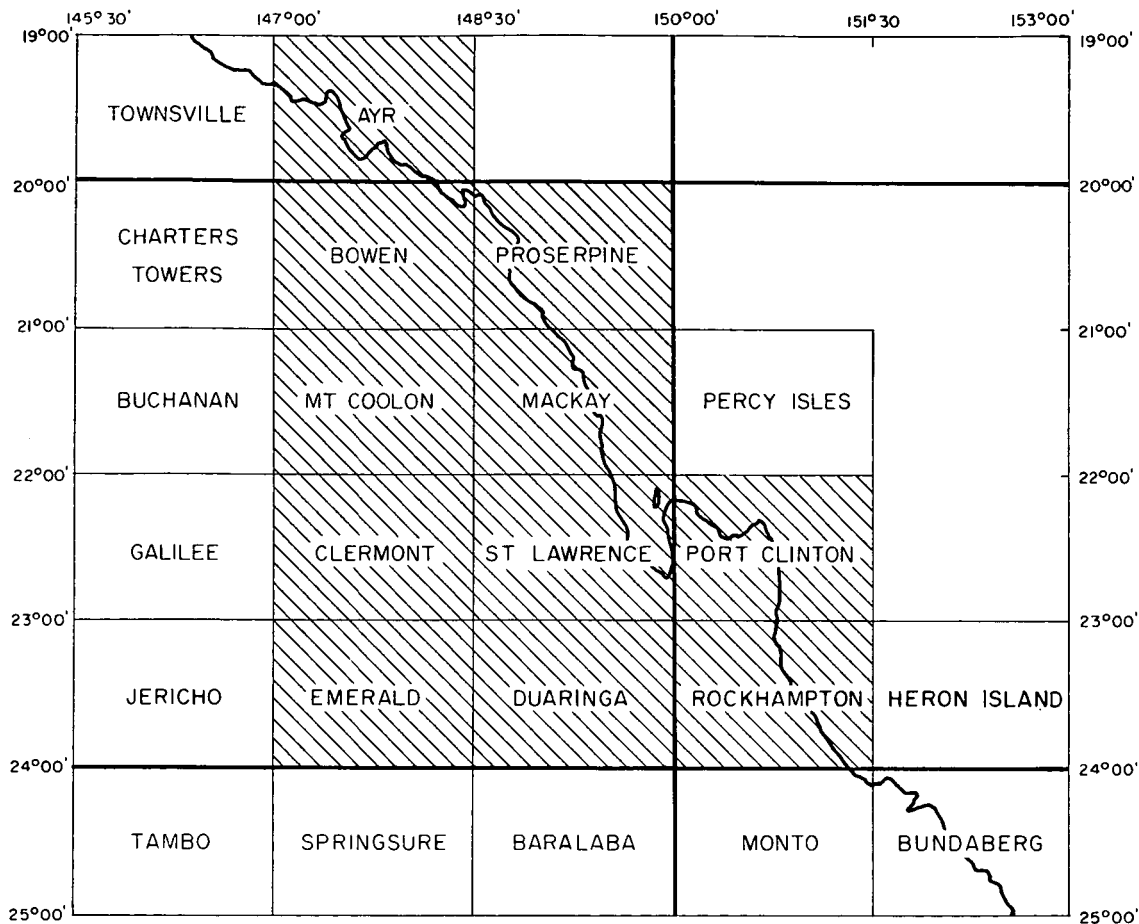 145°30' 147°00' 148°30' 150°00' 151°30' 153°00'
19°00' 19°00'
TOWNSVILLE AYR
20°00' 20°00'
CHARTERS
TOWERS BOWEN PROSERPINE
21°00' 21°00'
BUCHANAN MT COOLON MACKAY PERCY ISLES
22°00' 22°00'
GALILEE CLERMONT ST LAWRENCE PORT CLINTON
23°00' 23°00'
JERICHO EMERALD DUARINGA ROCKHAMPTON HERON ISLAND
24°00' 24°00'
TAMBO SPRINGSURE BARALABA MONTO BUNDABERG
25°00' 25°00'